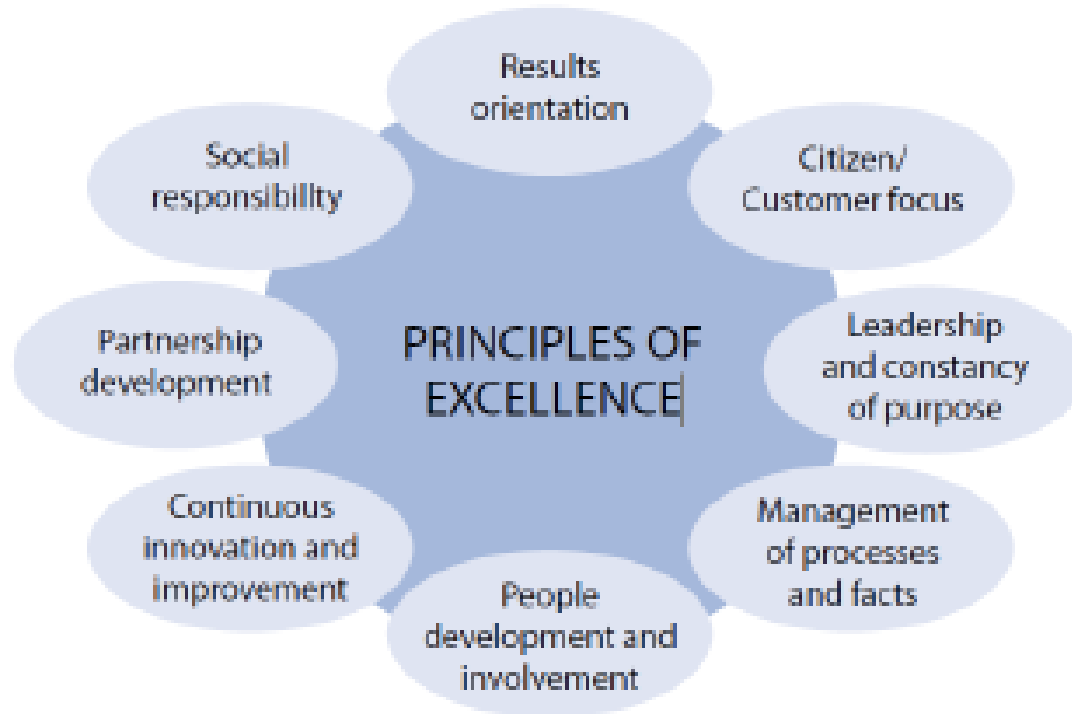 Results
orientation
Social
responsibility
Citizen/
Customer focus
Partnership
development
PRINCIPLES OF
EXCELLENCE
Leadership
and constancy
of purpose
Continuous
innovation and
improvement
Management
of processes
and facts
People
development and
involvement